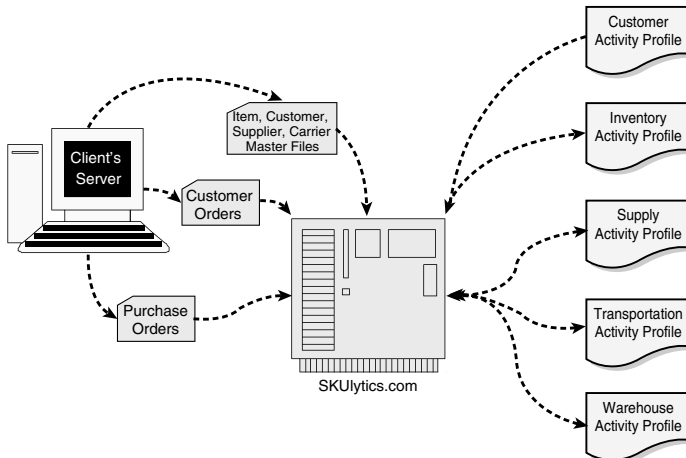 Client's
Server
Item, Customer,
Supplier, Carrier
Master Files
Customer
Orders
Purchase
Orders
SKUlytics.com
Customer
Activity Profile
Inventory
Activity Profile
Supply
Activity Profile
Transportation
Activity Profile
Warehouse
Activity Profile